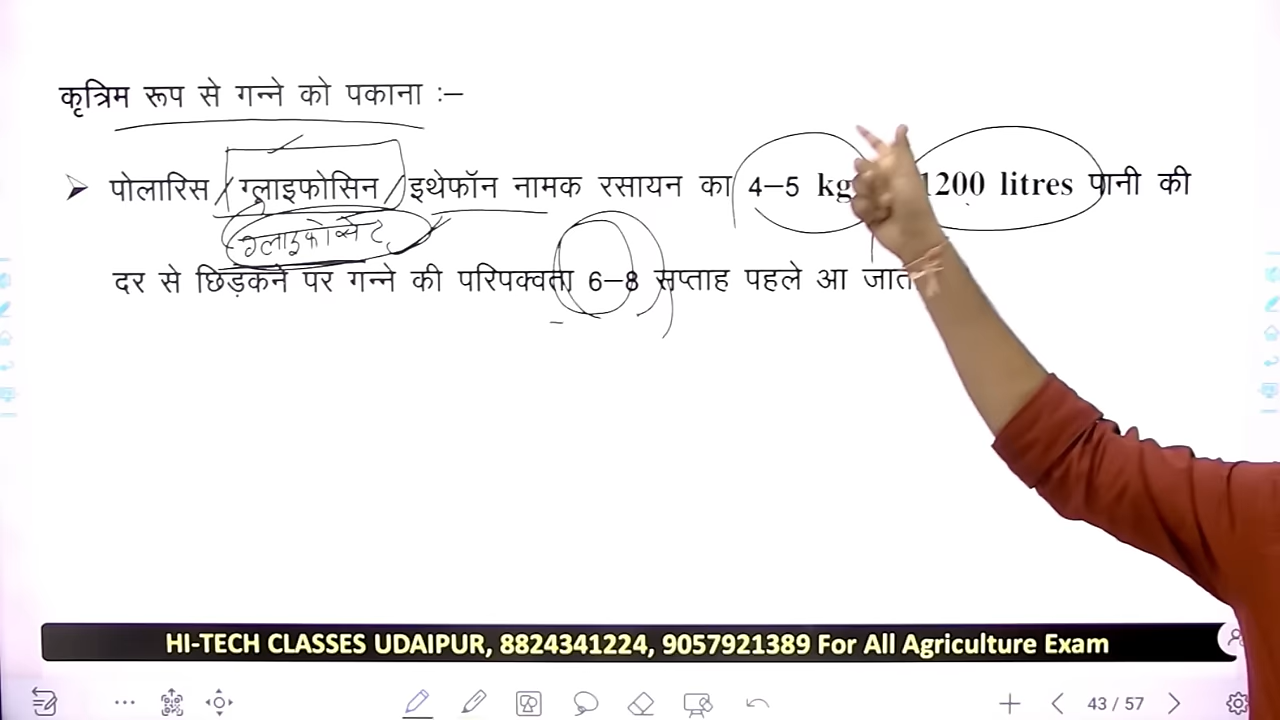 कृत्रिम रूप से गन्ने को पकाना :–
पोलारिस / ग्लाइफोसिन / इथेफॉन नामक रसायन का 4–5 kg 1200 litres पानी की
ग्लाइफोसेट
दर से छिड़कने पर गन्ने की परिपक्वता 6–8 सप्ताह पहले आ जात
HI-TECH CLASSES UDAIPUR, 8824341224, 9057921389 For All Agriculture Exam
43 / 57